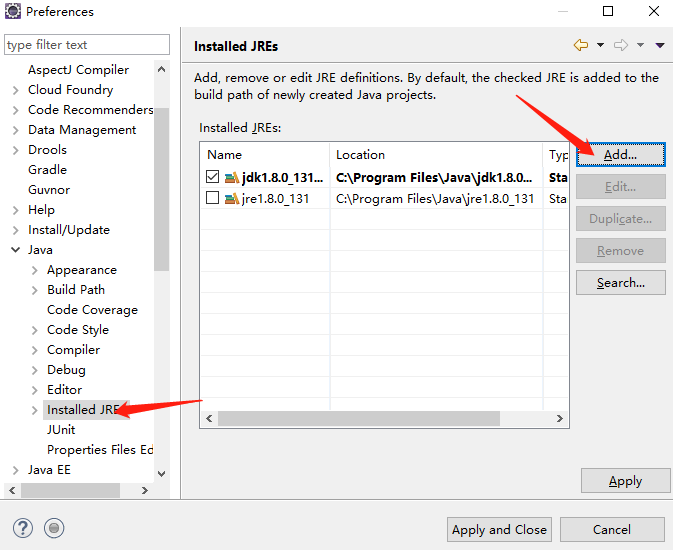 Preferences
type filter text
AspectJ Compiler
Cloud Foundry
Code Recommenders
Data Management
Drools
Gradle
Guvnor
Help
Install/Update
Java
Appearance
Build Path
Code Coverage
Code Style
Compiler
Debug
Editor
Installed JRE
JUnit
Properties Files Ed
Java EE
Installed JREs
Add, remove or edit JRE definitions. By default, the checked JRE is added to the
build path of newly created Java projects.
Installed JREs:
Name Location Typ
jdk1.8.0_131... C:\Program Files\Java\jdk1.8.0... Sta
jre1.8.0_131 C:\Program Files\Java\jre1.8.0_131 Sta
Add...
Edit...
Duplicate...
Remove
Search...
Apply
?
Apply and Close
Cancel